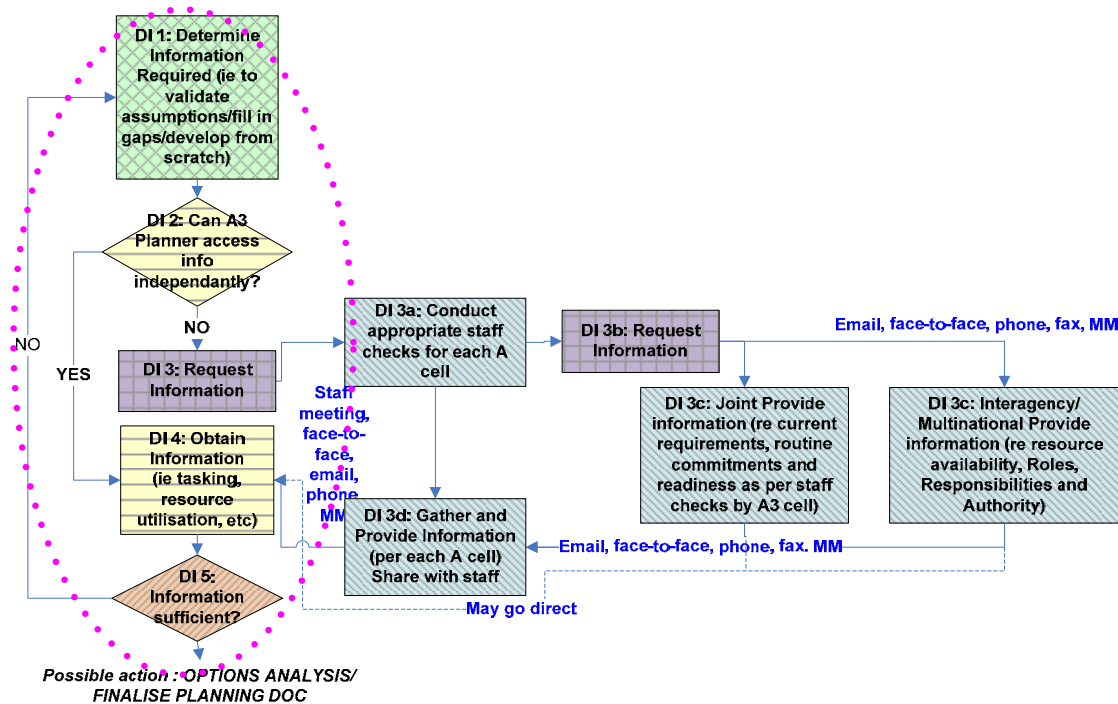 DI 1: Determine
Information
Required (ie to
validate
assumptions/fill in
gaps/develop from
scratch)
DI 2: Can A3
Planner access
info
independantly?
NO
YES
NO
DI 3: Request
Information
DI 3a: Conduct
appropriate staff
checks for each A
cell
DI 3b: Request
Information
Email, face-to-face, phone, fax, MM
Staff
meeting,
face-to-
face,
email,
phone
MM
DI 3c: Joint Provide
information (re current
requirements, routine
commitments and
readiness as per staff
checks by A3 cell)
DI 3c: Interagency/
Multinational Provide
information (re resource
availability, Roles,
Responsibilities and
Authority)
DI 4: Obtain
Information
(ie tasking,
resource
utilisation, etc)
DI 3d: Gather and
Provide Information
(per each A cell)
Share with staff
Email, face-to-face, phone, fax. MM
May go direct
DI 5:
Information
sufficient?
Possible action : OPTIONS ANALYSIS/
FINALISE PLANNING DOC